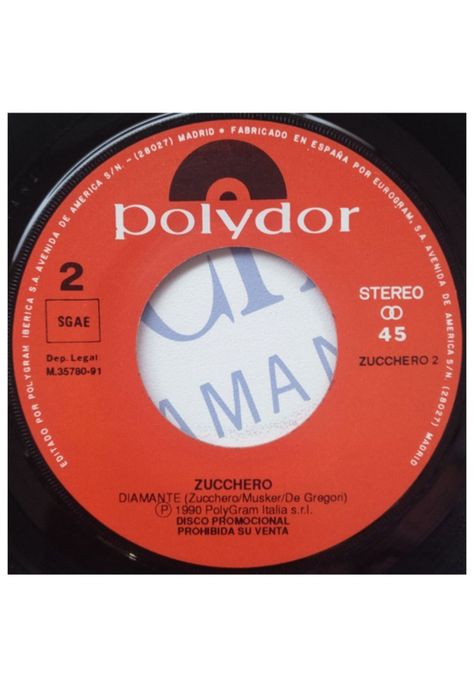 EDITADO POR POLYGRAM IBERICA S.A. AVENIDA DE AMERICA S/N. - (28027) MADRID • FABRICADO EN ESPAÑA POR EUROGRAM, S.A. AVENIDA DE AMERICA S/N. (28027) MADRID
polydor
2
SGAE
Dep. Legal
M.35780-91
STEREO
45
ZUCCHERO 2
AMAN
ZUCCHERO
DIAMANTE (Zucchero/Musker/De Gregori)
Ⓟ 1990 PolyGram Italia s.r.l.
DISCO PROMOCIONAL
PROHIBIDA SU VENTA